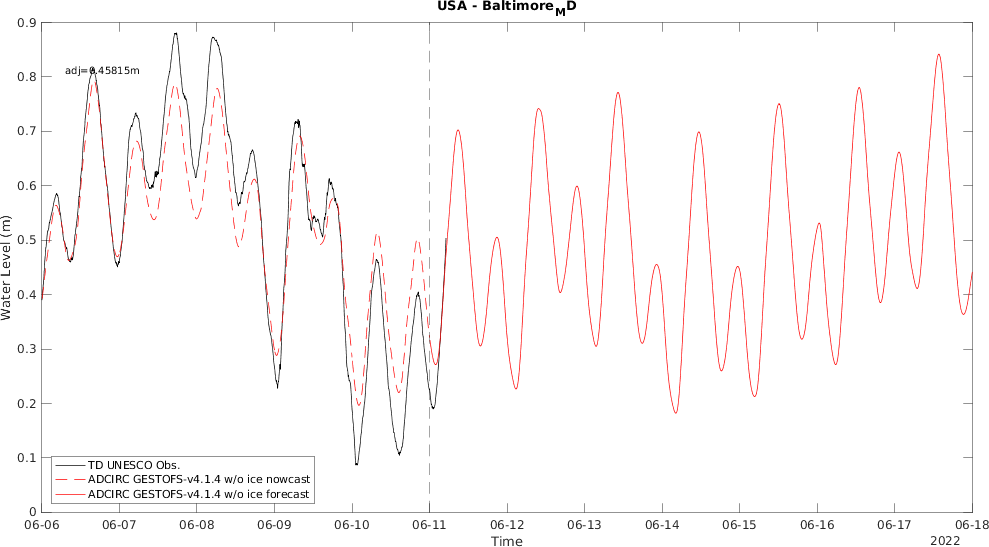 USA - Baltimore_MD
adj=0.45815m
0.9
0.8
0.7
0.6
0.5
0.4
0.3
0.2
0.1
0
Water Level (m)
TD UNESCO Obs.
ADCIRC GESTOFS-v4.1.4 w/o ice nowcast
ADCIRC GESTOFS-v4.1.4 w/o ice forecast
06-06 06-07 06-08 06-09 06-10 06-11 06-12 06-13 06-14 06-15 06-16 06-17 06-18
Time
2022